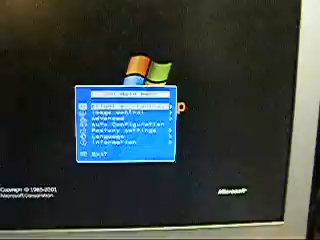 Image control
Advanced
Auto Configuration
Factory settings
Language
Information
Exit
Copyright © 1985-2001
Microsoft Corporation
Microsoft